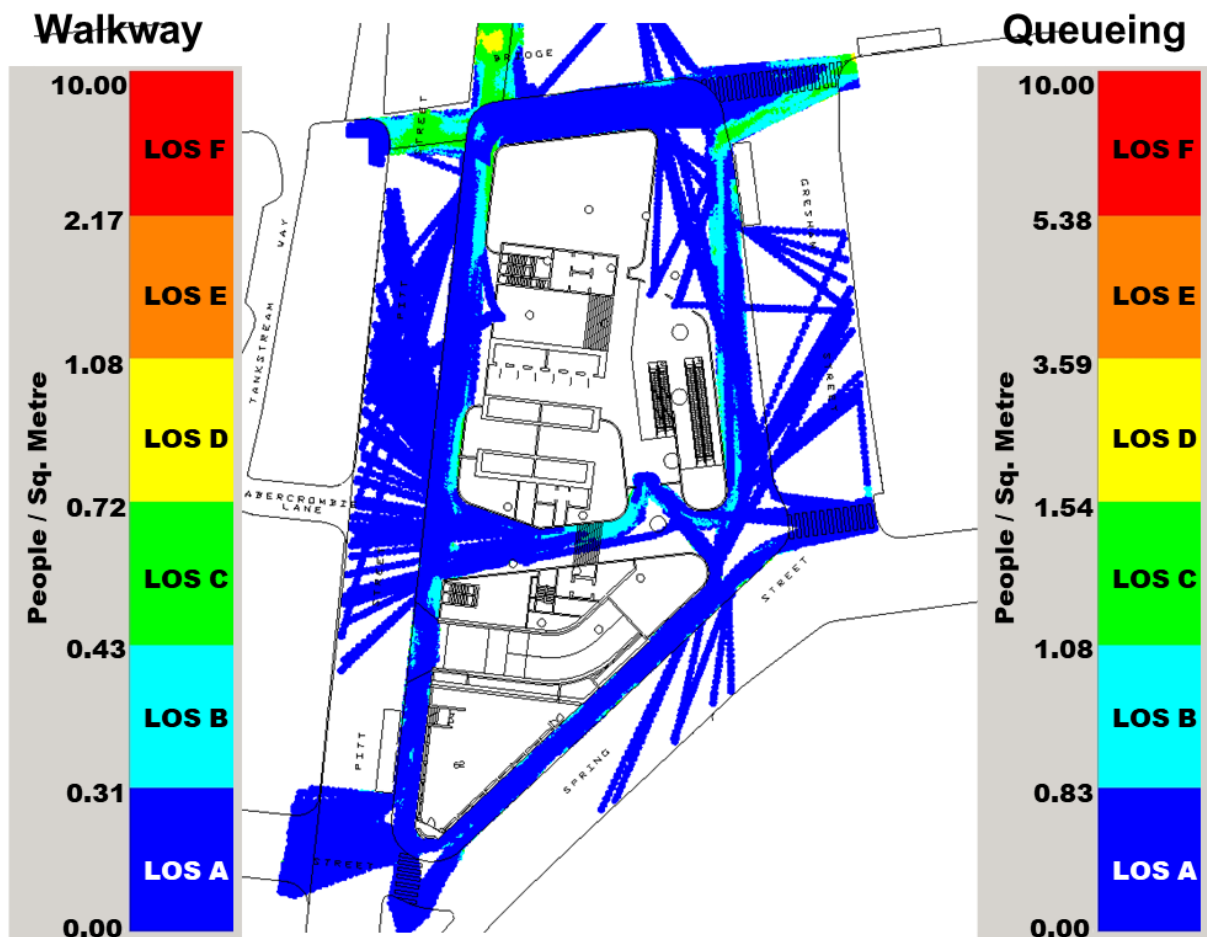 Walkway
Queueing
10.00
LOS F
2.17
LOS E
1.08
LOS D
0.72
LOS C
0.43
LOS B
0.31
LOS A
0.00
People / Sq. Metre
BRIDGE
STREET
TANKSTREAM WAY
PITT
ABERCROMBIE
LANE
STREET
PITT
STREET
SPRING
STREET
GRESHAM
STREET
10.00
LOS F
5.38
LOS E
3.59
LOS D
1.54
LOS C
1.08
LOS B
0.83
LOS A
0.00
People / Sq. Metre